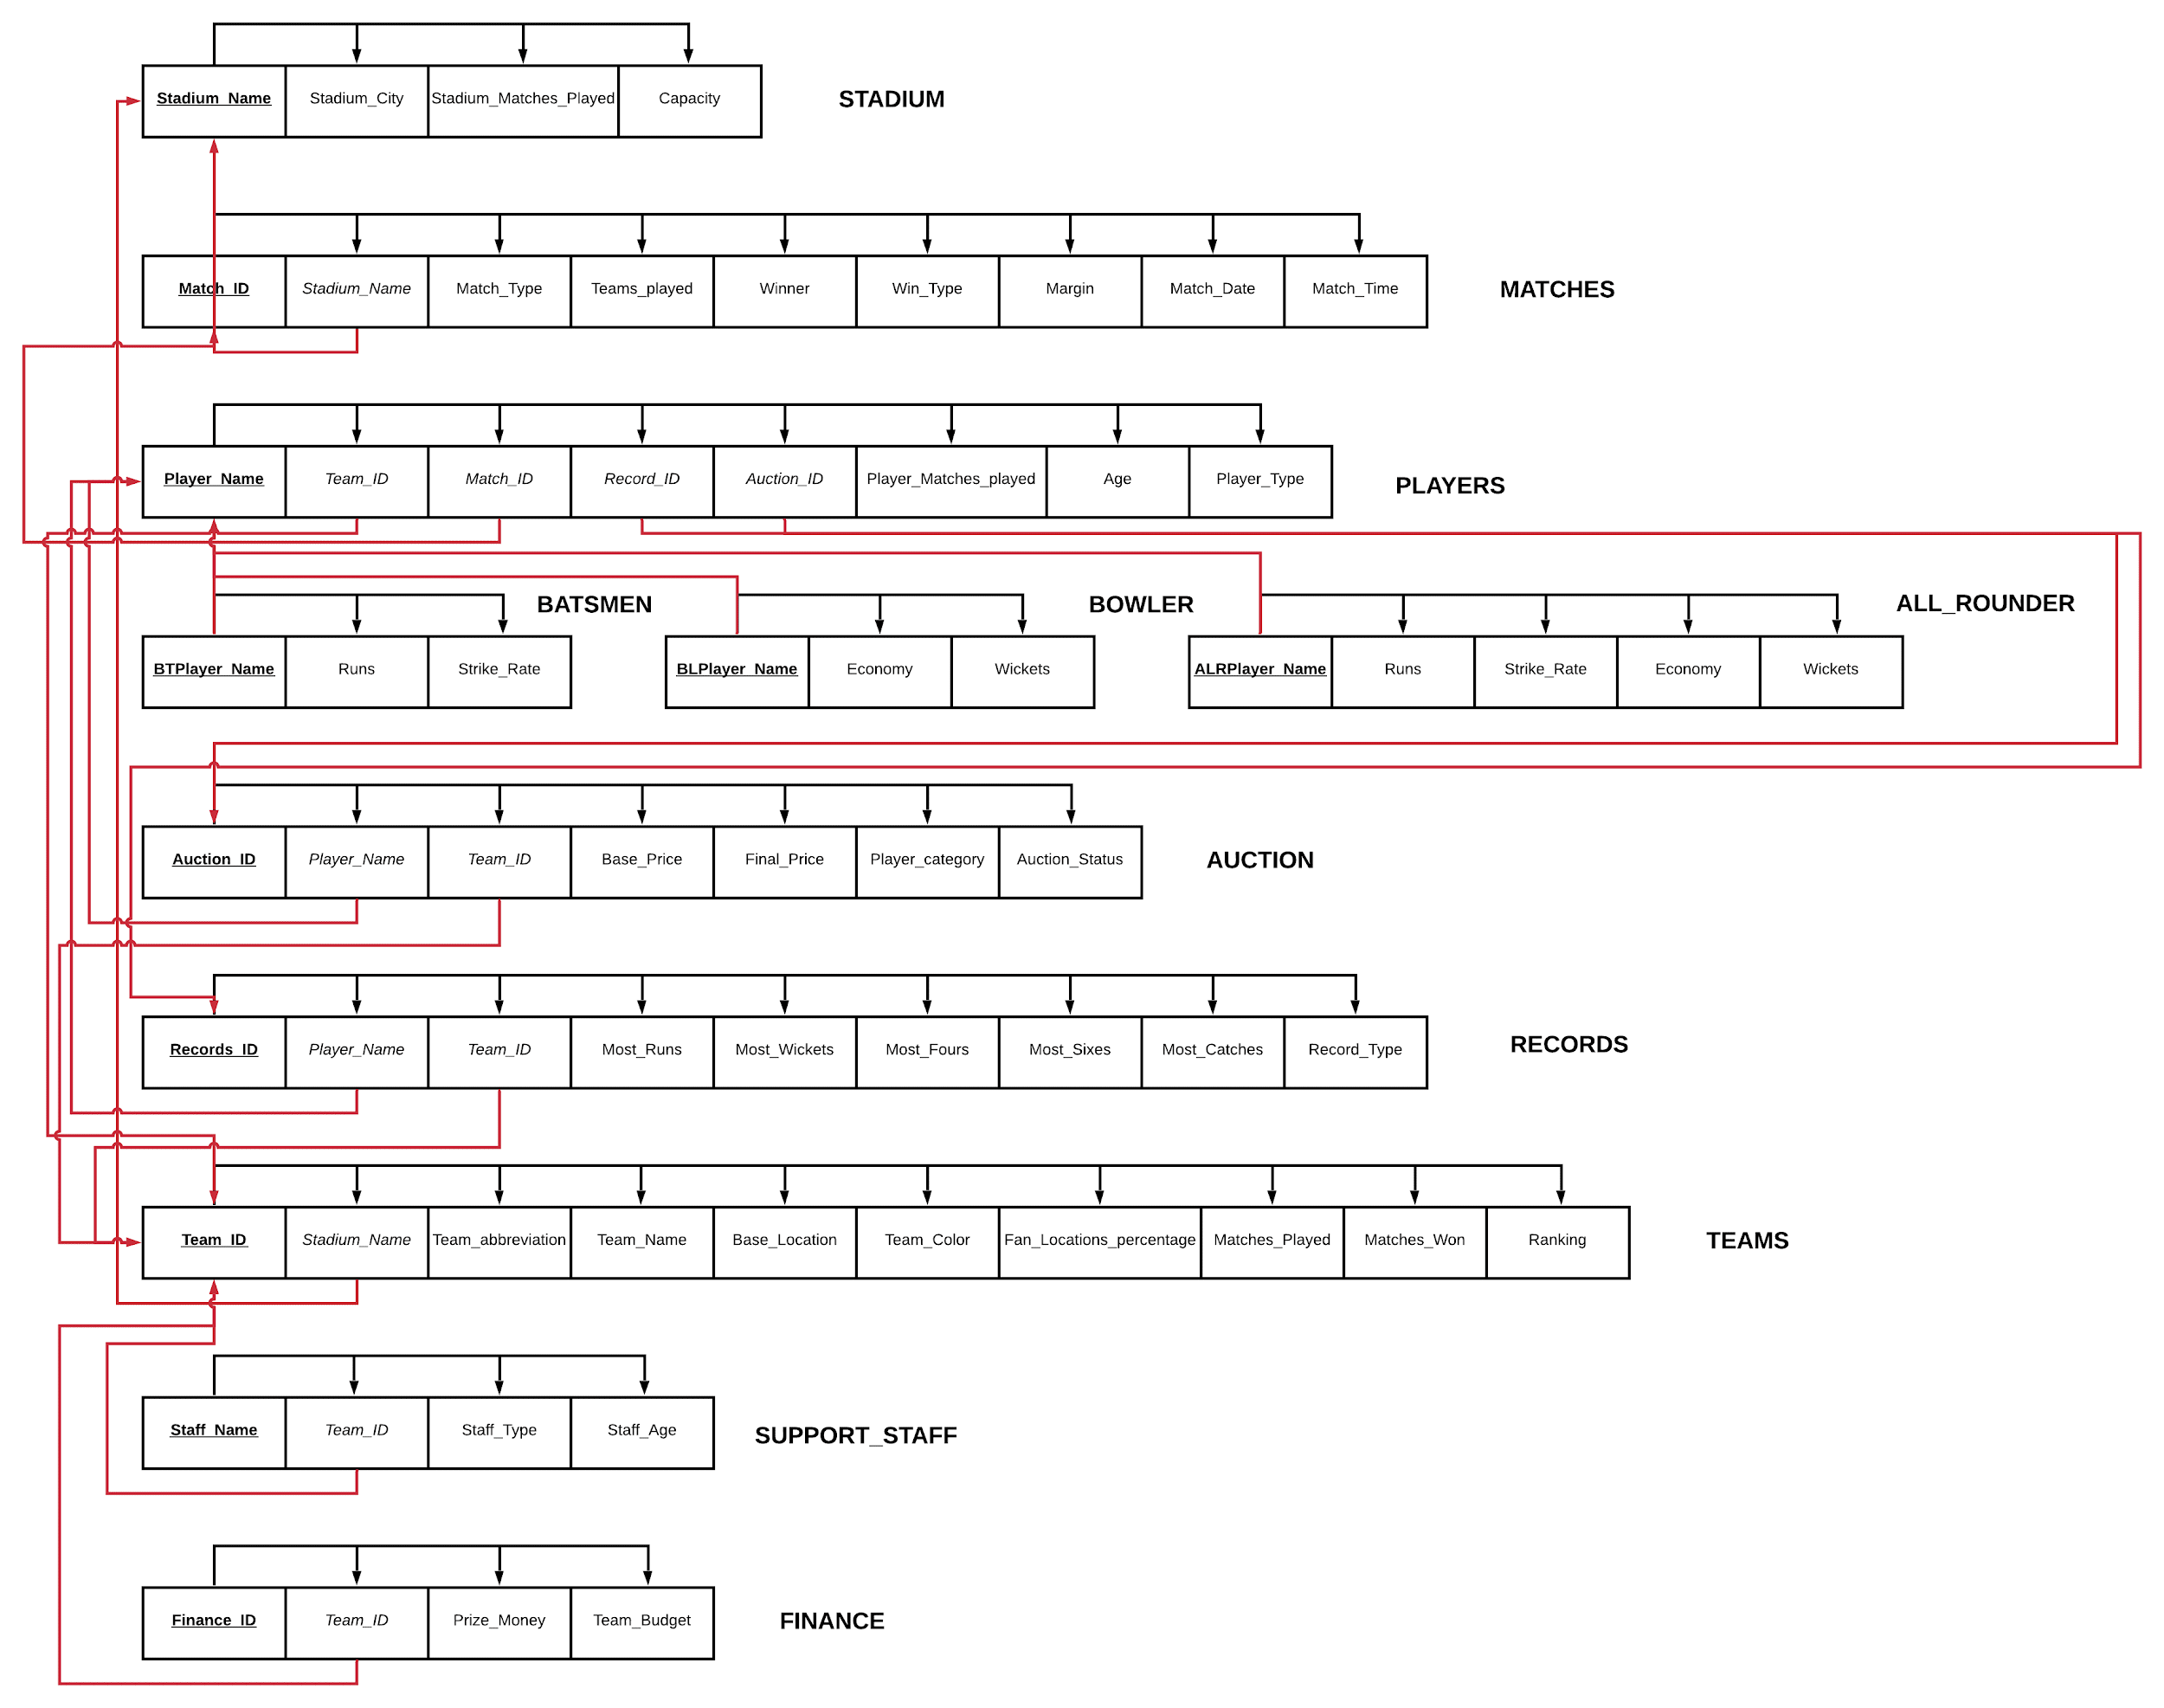 Stadium_Name Stadium_City Stadium_Matches_Played Capacity STADIUM
Match_ID Stadium_Name Match_Type Teams_played Winner Win_Type Margin Match_Date Match_Time MATCHES
Player_Name Team_ID Match_ID Record_ID Auction_ID Player_Matches_played Age Player_Type PLAYERS
BATSMEN BOWLER ALL_ROUNDER
BTPlayer_Name Runs Strike_Rate BLPlayer_Name Economy Wickets ALRPlayer_Name Runs Strike_Rate Economy Wickets
Auction_ID Player_Name Team_ID Base_Price Final_Price Player_category Auction_Status AUCTION
Records_ID Player_Name Team_ID Most_Runs Most_Wickets Most_Fours Most_Sixes Most_Catches Record_Type RECORDS
Team_ID Stadium_Name Team_abbreviation Team_Name Base_Location Team_Color Fan_Locations_percentage Matches_Played Matches_Won Ranking TEAMS
Staff_Name Team_ID Staff_Type Staff_Age SUPPORT_STAFF
Finance_ID Team_ID Prize_Money Team_Budget FINANCE